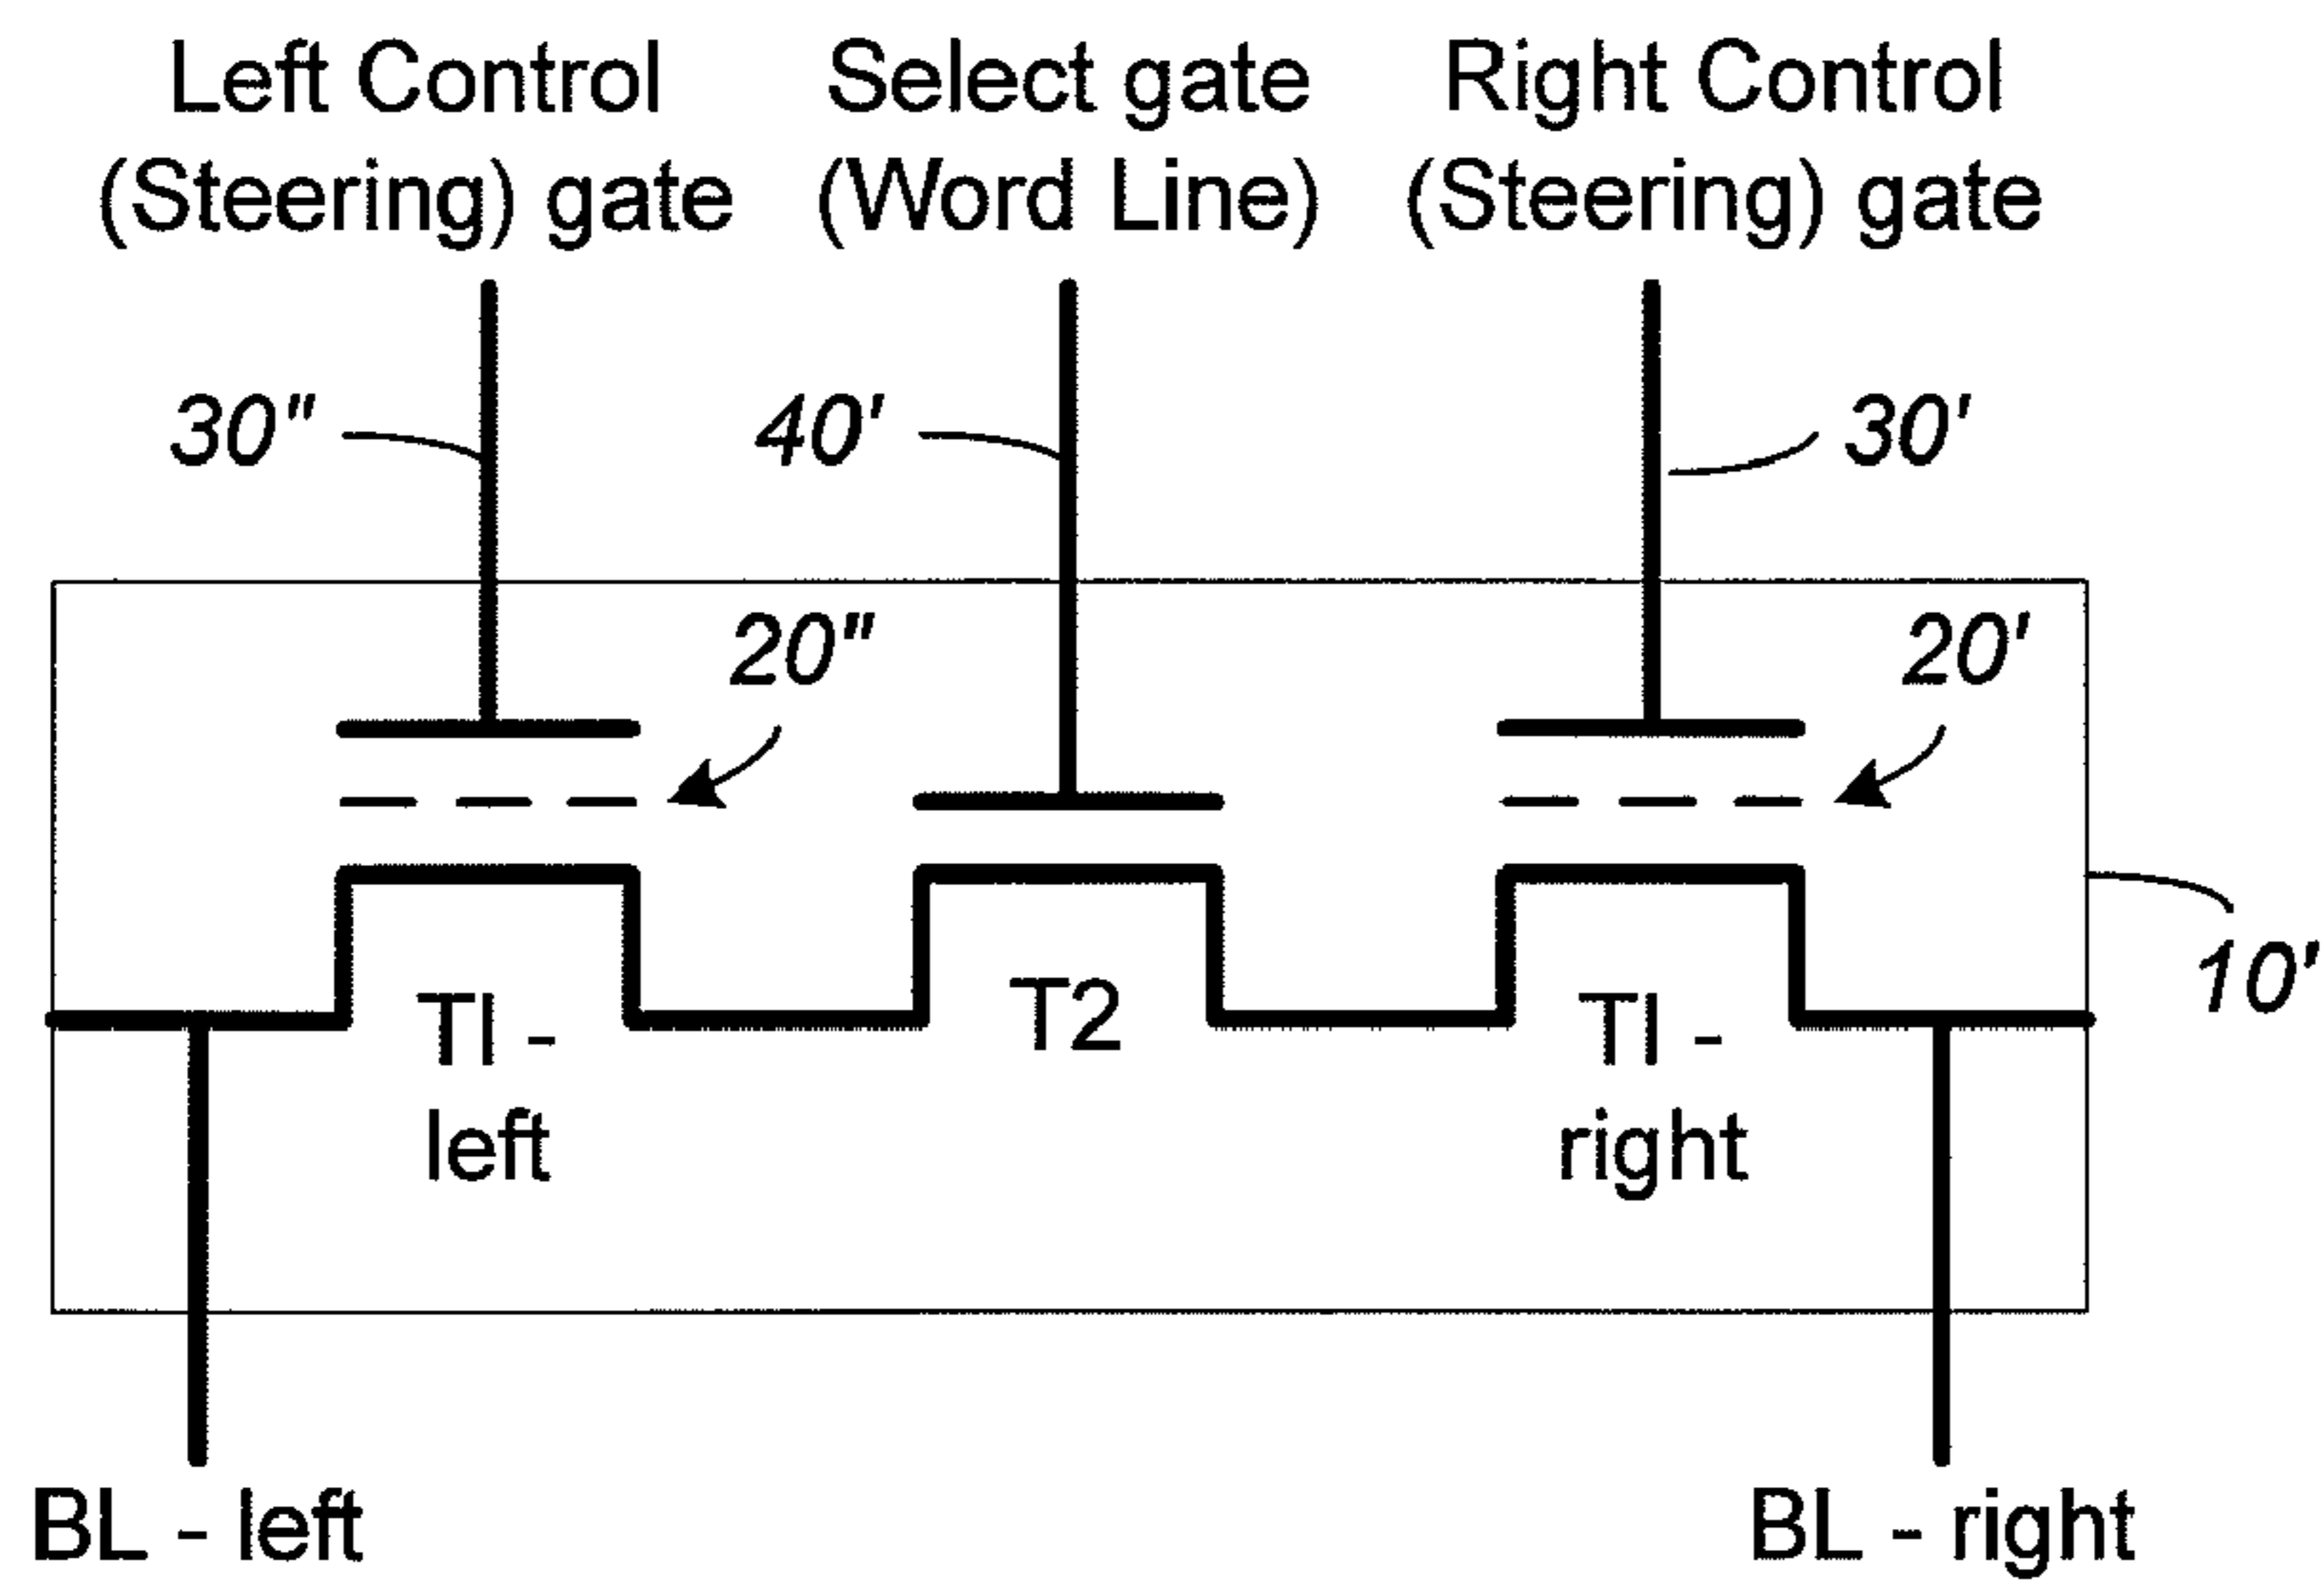 Left Control
(Steering) gate
Select gate
(Word Line)
Right Control
(Steering) gate
30"
40'
30'
20"
20'
10'
TI -
left
T2
TI -
right
BL - left
BL - right